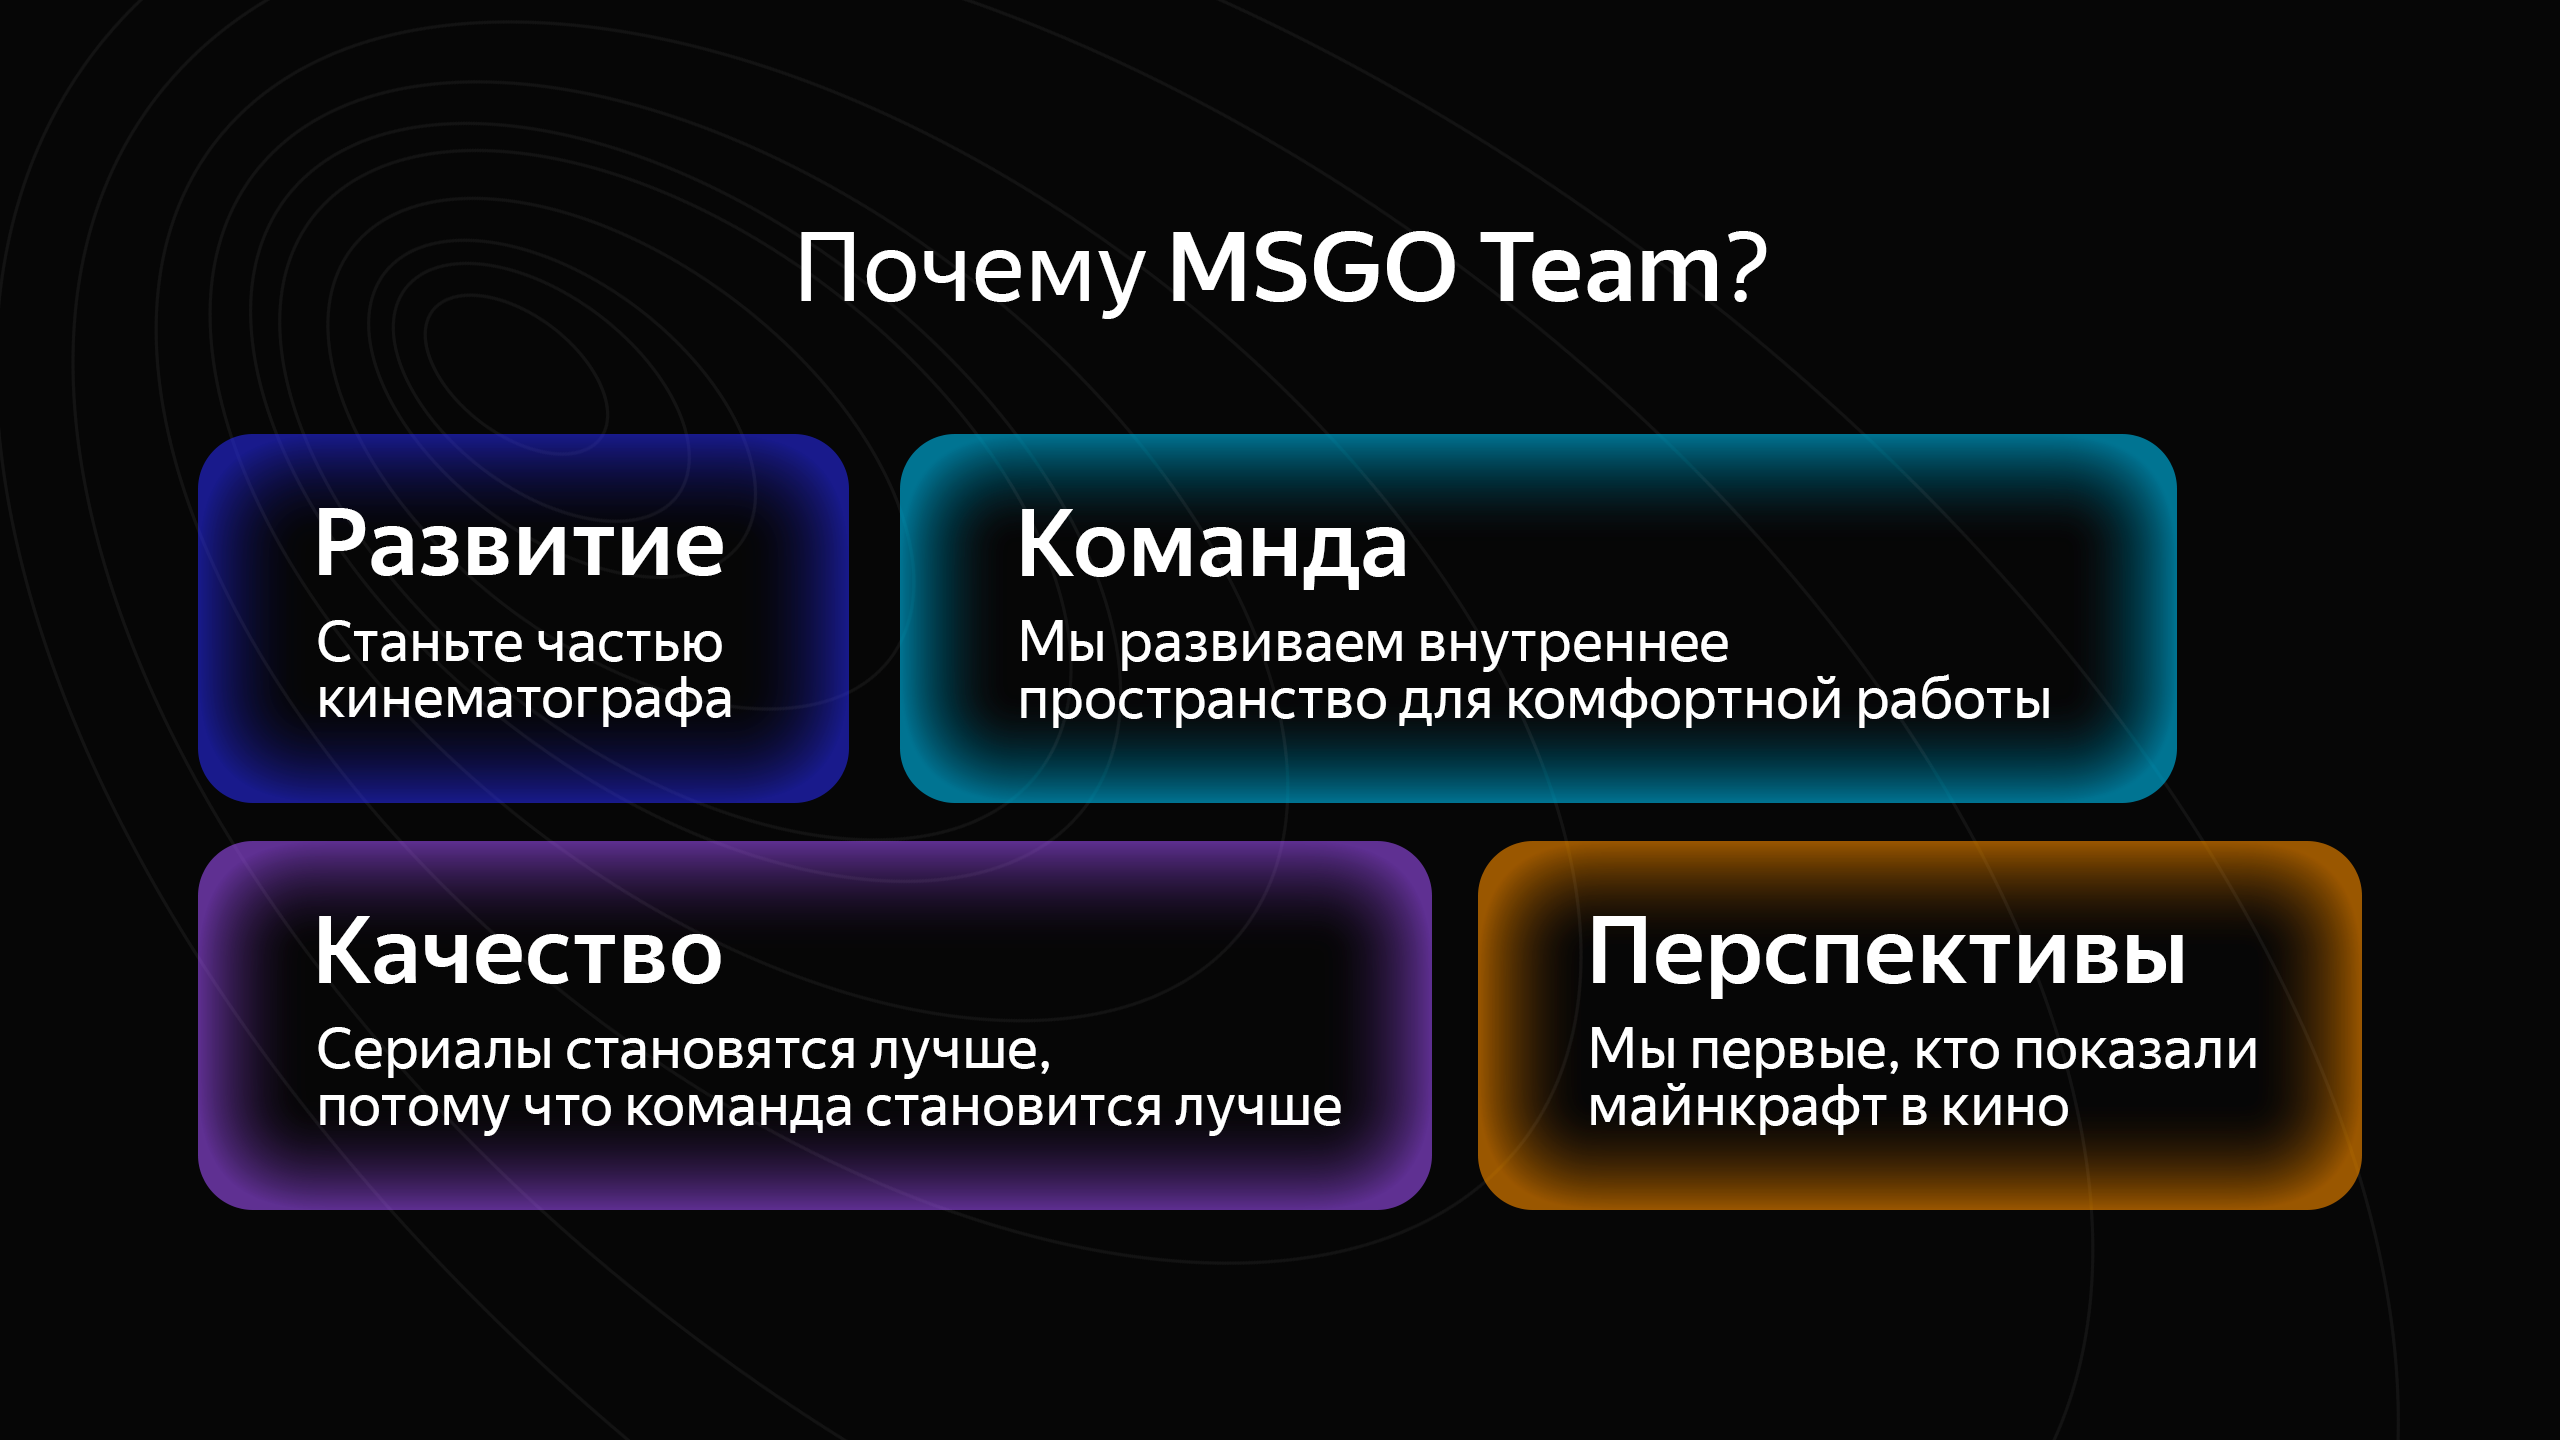 Почему MSGO Team?
Развитие
Станьте частью
кинематографа
Команда
Мы развиваем внутреннее
пространство для комфортной работы
Качество
Сериалы становятся лучше,
потому что команда становится лучше
Перспективы
Мы первые, кто показали
майнкрафт в кино